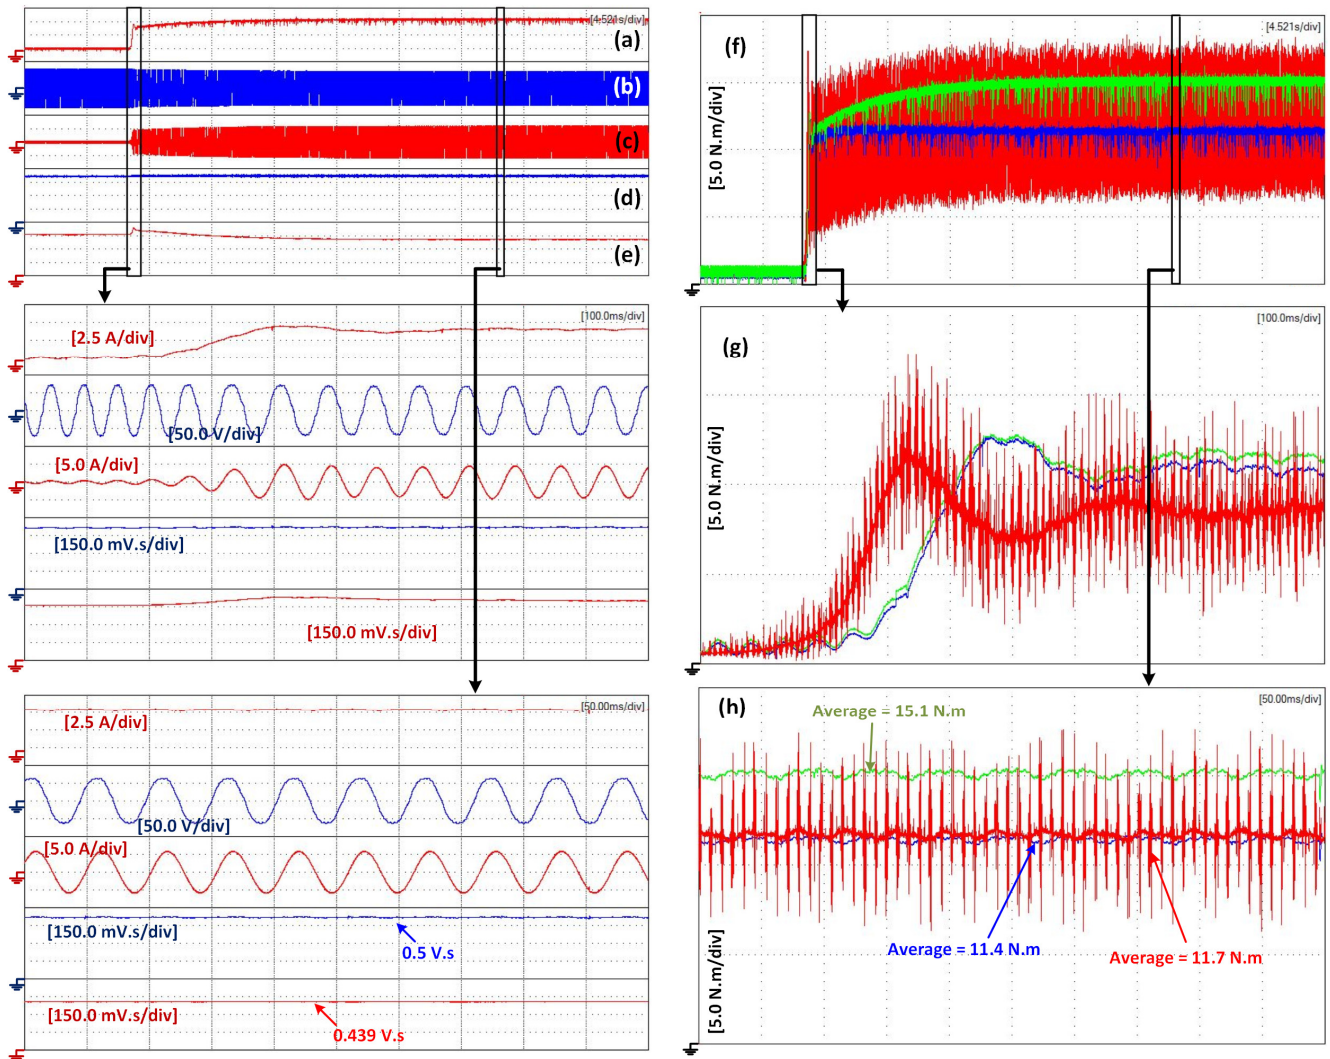 [4.521s/div]
(a)
(b)
(c)
(d)
(e)
[100.0ms/div]
[2.5 A/div]
[50.0 V/div]
[5.0 A/div]
[150.0 mV.s/div]
[150.0 mV.s/div]
[50.00ms/div]
[2.5 A/div]
[50.0 V/div]
[5.0 A/div]
[150.0 mV.s/div]
0.5 V.s
[150.0 mV.s/div]
0.439 V.s
[4.521s/div]
(f)
[5.0 N.m/div]
[100.0ms/div]
(g)
[5.0 N.m/div]
[50.00ms/div]
(h)
Average = 15.1 N.m
Average = 11.4 N.m
Average = 11.7 N.m
[5.0 N.m/div]